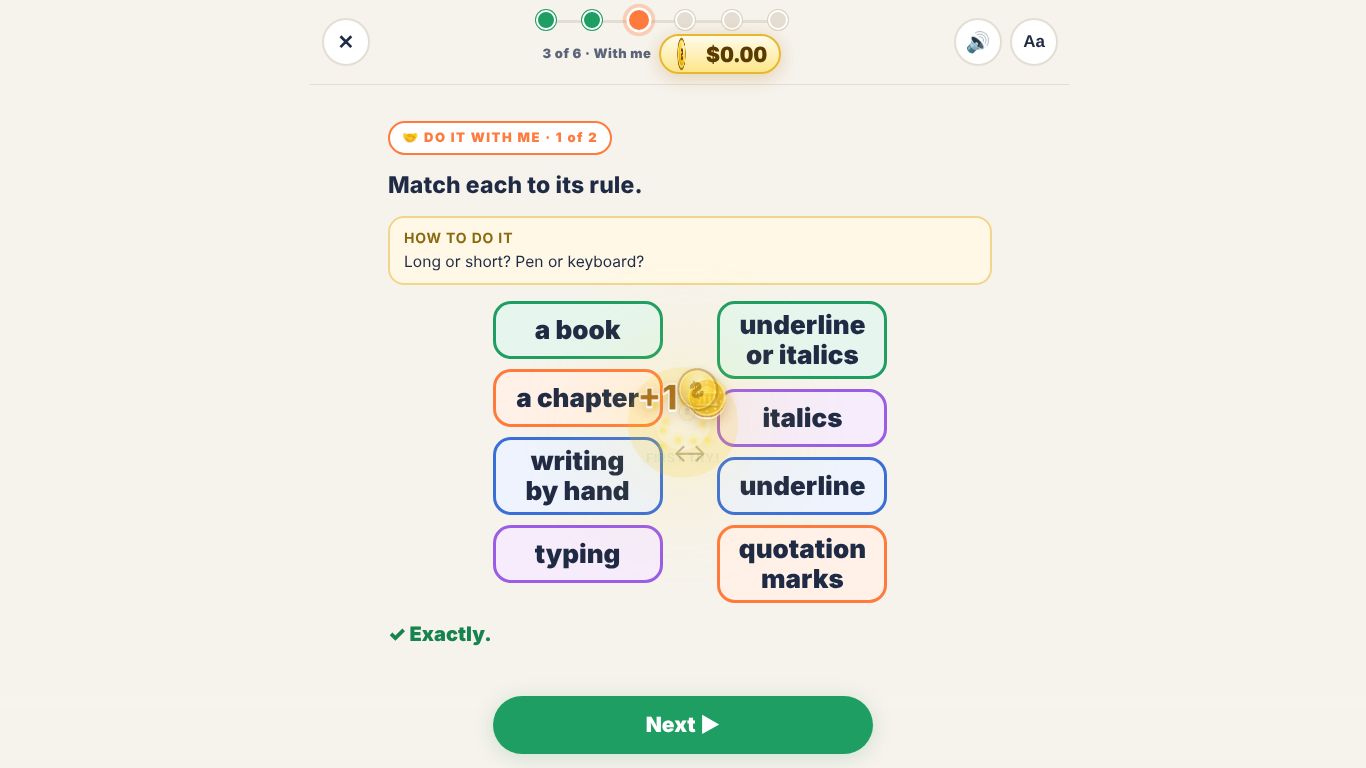 ✕
3 of 6 · With me
$0.00
Aa
DO IT WITH ME · 1 of 2
Match each to its rule.
HOW TO DO IT
Long or short? Pen or keyboard?
a book
underline
or italics
a chapter
+1
italics
writing
by hand
underline
typing
quotation
marks
✓ Exactly.
Next ▶